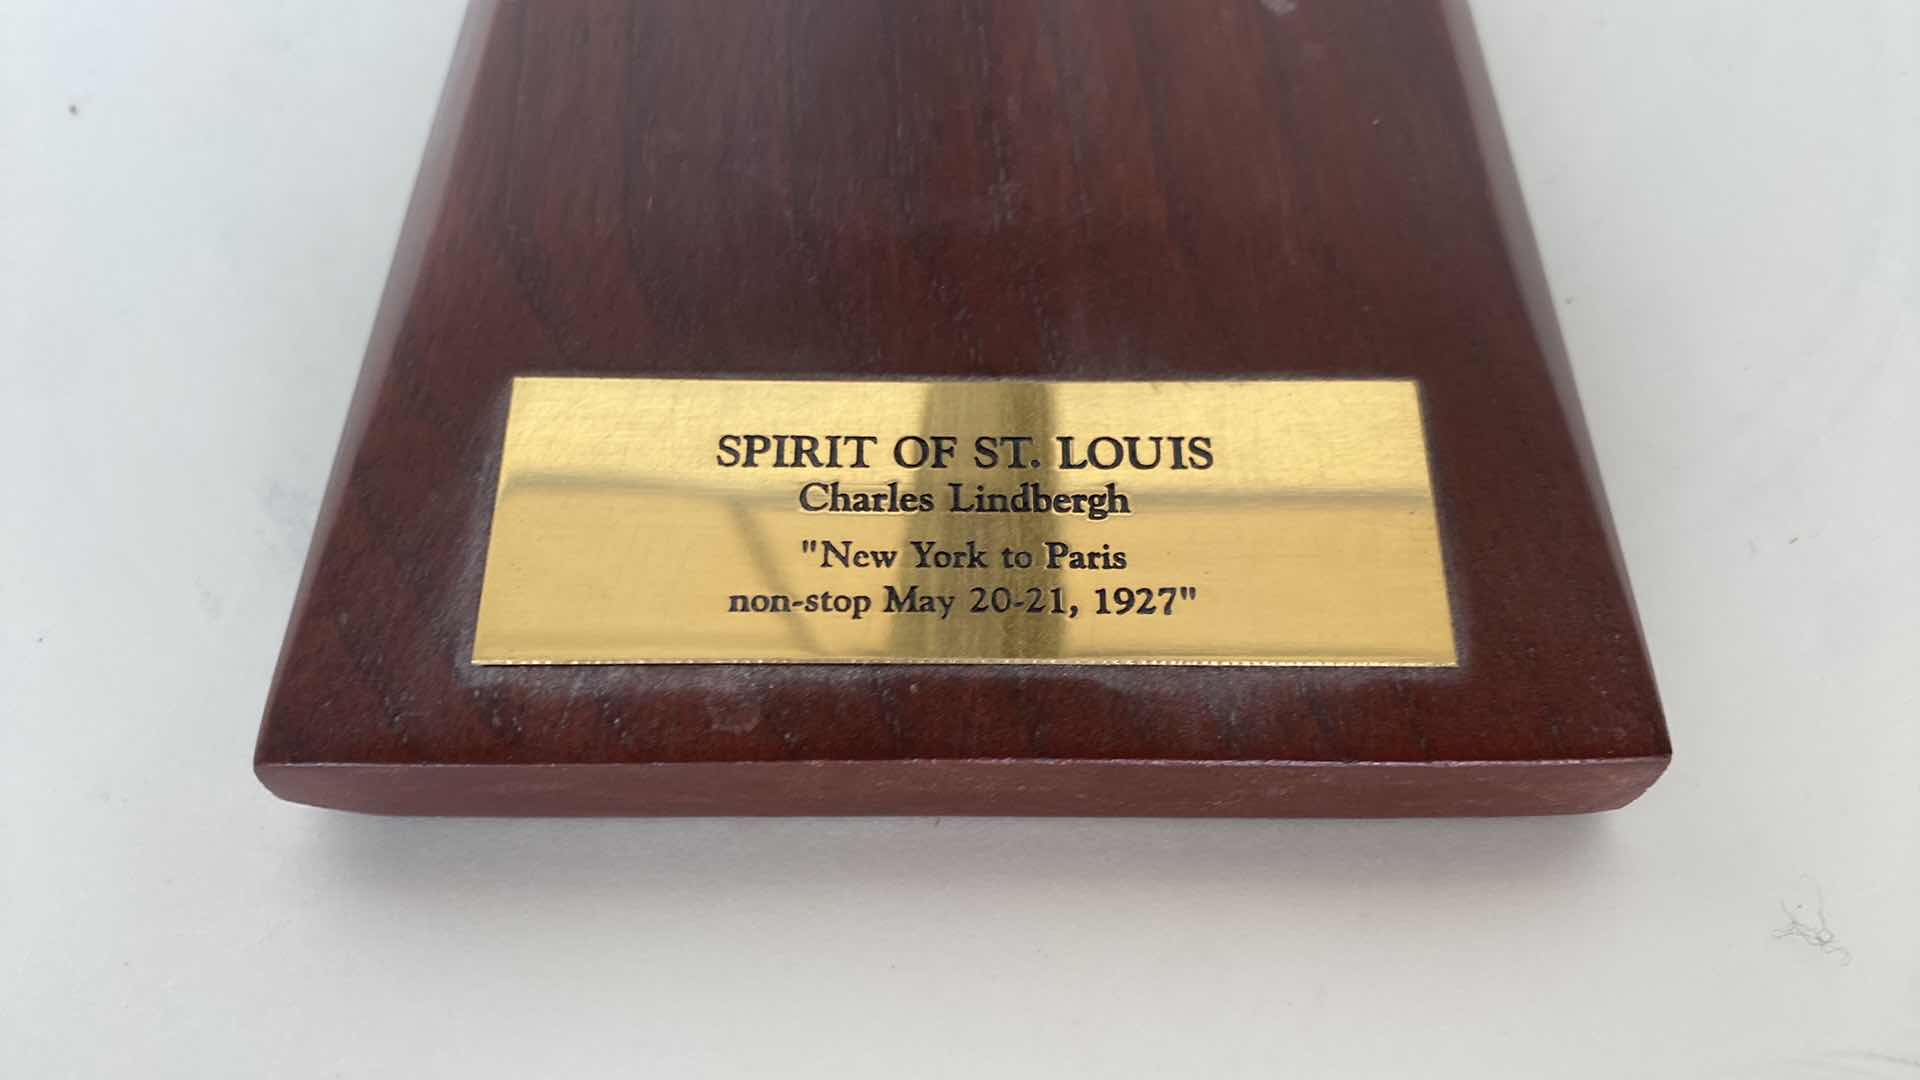 SPIRIT OF ST. LOUIS
Charles Lindbergh
"New York to Paris
non-stop May 20-21, 1927"